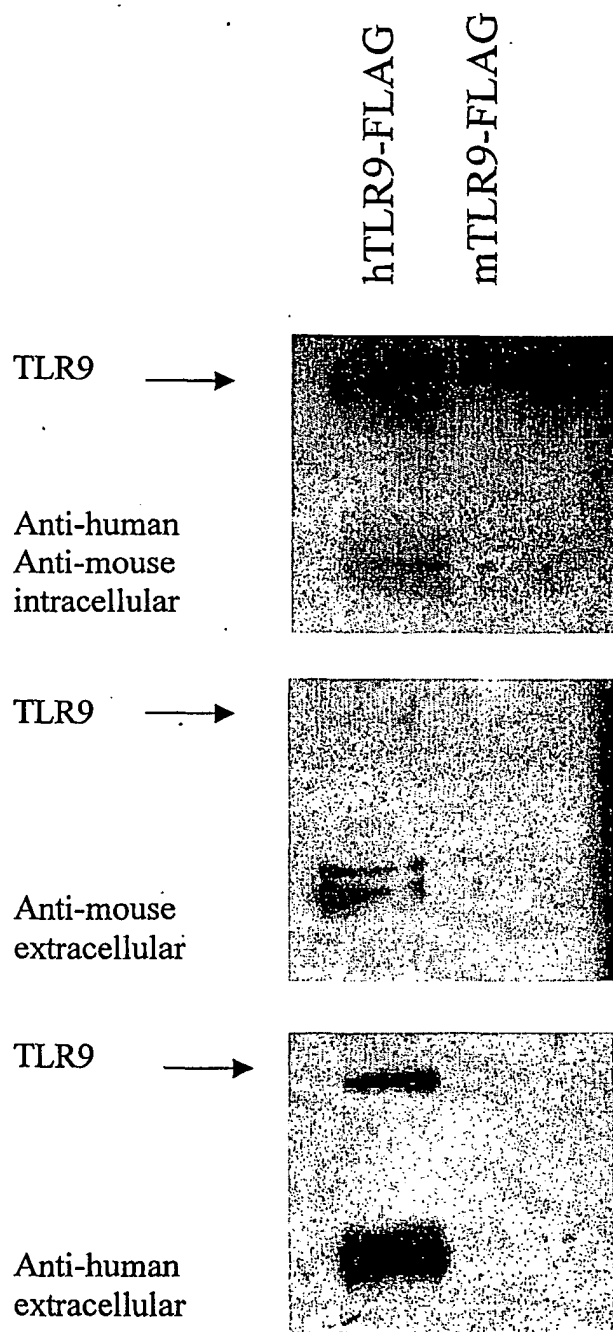 hTLR9-FLAG
mTLR9-FLAG
TLR9
Anti-human
Anti-mouse
intracellular
TLR9
Anti-mouse
extracellular
TLR9
Anti-human
extracellular